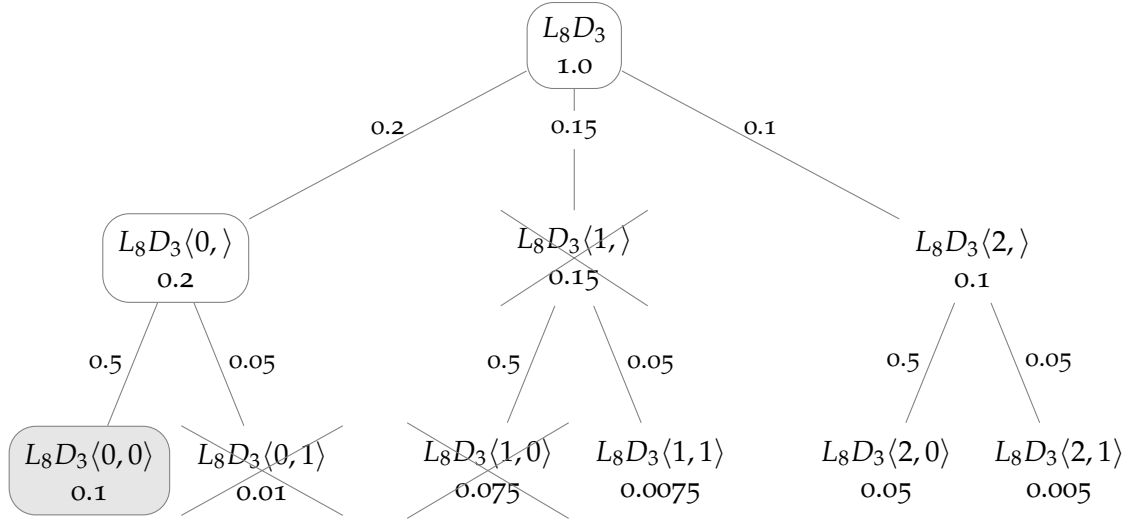 L₈D₃
1.0
0.2
0.15
0.1
L₈D₃⟨0, ⟩
0.2
L₈D₃⟨1, ⟩
0.15
L₈D₃⟨2, ⟩
0.1
0.5
0.05
0.5
0.05
0.5
0.05
L₈D₃⟨0, 0⟩
0.1
L₈D₃⟨0, 1⟩
0.01
L₈D₃⟨1, 0⟩
0.075
L₈D₃⟨1, 1⟩
0.0075
L₈D₃⟨2, 0⟩
0.05
L₈D₃⟨2, 1⟩
0.005